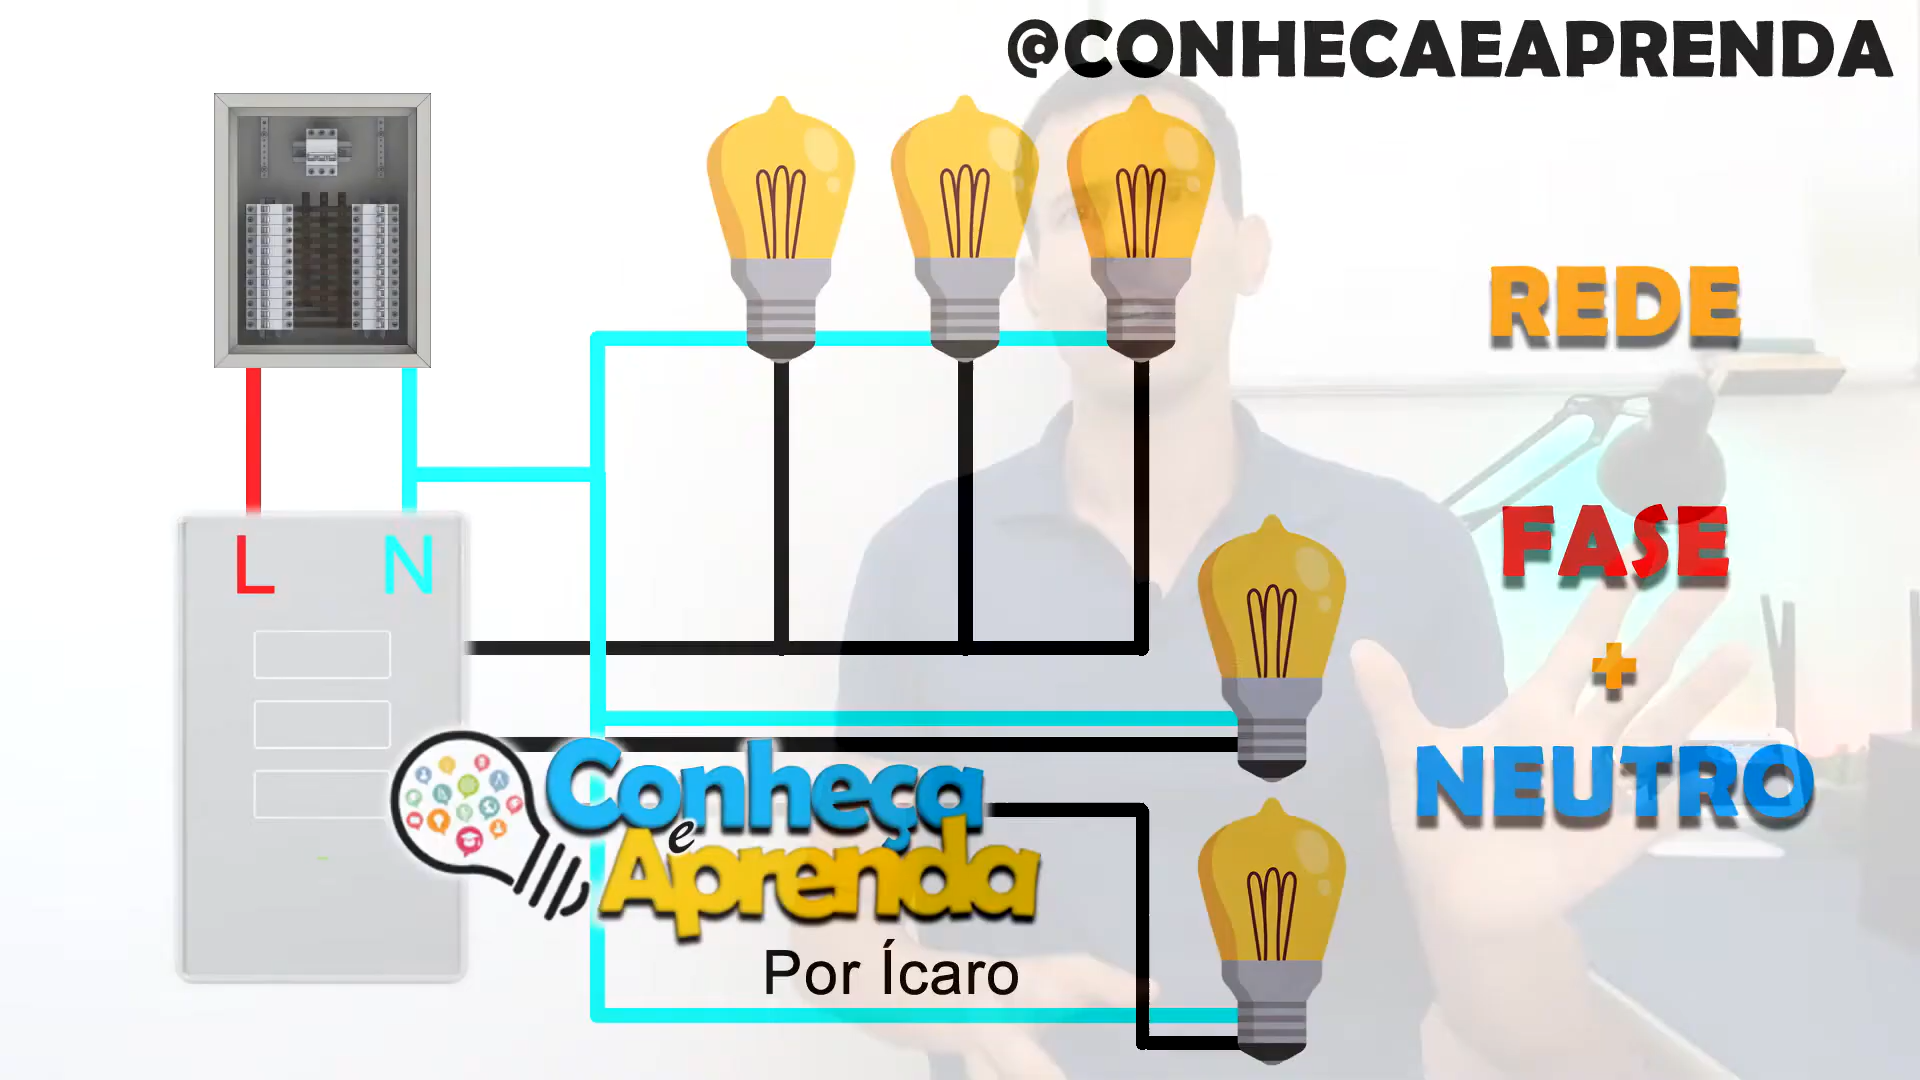 @CONHECAEAPRENDA
REDE
L N
FASE
+
NEUTRO
Conheça
e
Aprenda
Por Ícaro